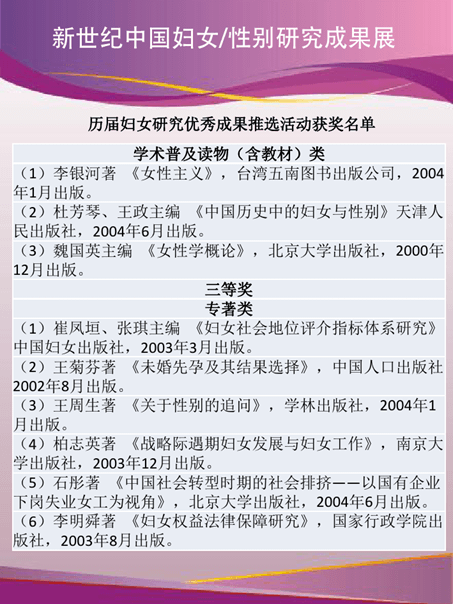 新世纪中国妇女/性别研究成果展
历届妇女研究优秀成果推选活动获奖名单
学术普及读物（含教材）类
（1）李银河著 《女性主义》，台湾五南图书出版公司，2004
年1月出版。
（2）杜芳琴、王政主编 《中国历史中的妇女与性别》天津人
民出版社，2004年6月出版。
（3）魏国英主编 《女性学概论》，北京大学出版社，2000年
12月出版。
三等奖
专著类
（1）崔凤垣、张琪主编 《妇女社会地位评介指标体系研究》
中国妇女出版社，2003年3月出版。
（2）王菊芬著 《未婚先孕及其结果选择》，中国人口出版社
2002年8月出版。
（3）王周生著 《关于性别的追问》，学林出版社，2004年1
月出版。
（4）柏志英著 《战略际遇期妇女发展与妇女工作》，南京大
学出版社，2003年12月出版。
（5）石彤著 《中国社会转型时期的社会排挤——以国有企业
下岗失业女工为视角》，北京大学出版社，2004年6月出版。
（6）李明舜著 《妇女权益法律保障研究》，国家行政学院出
版社，2003年8月出版。